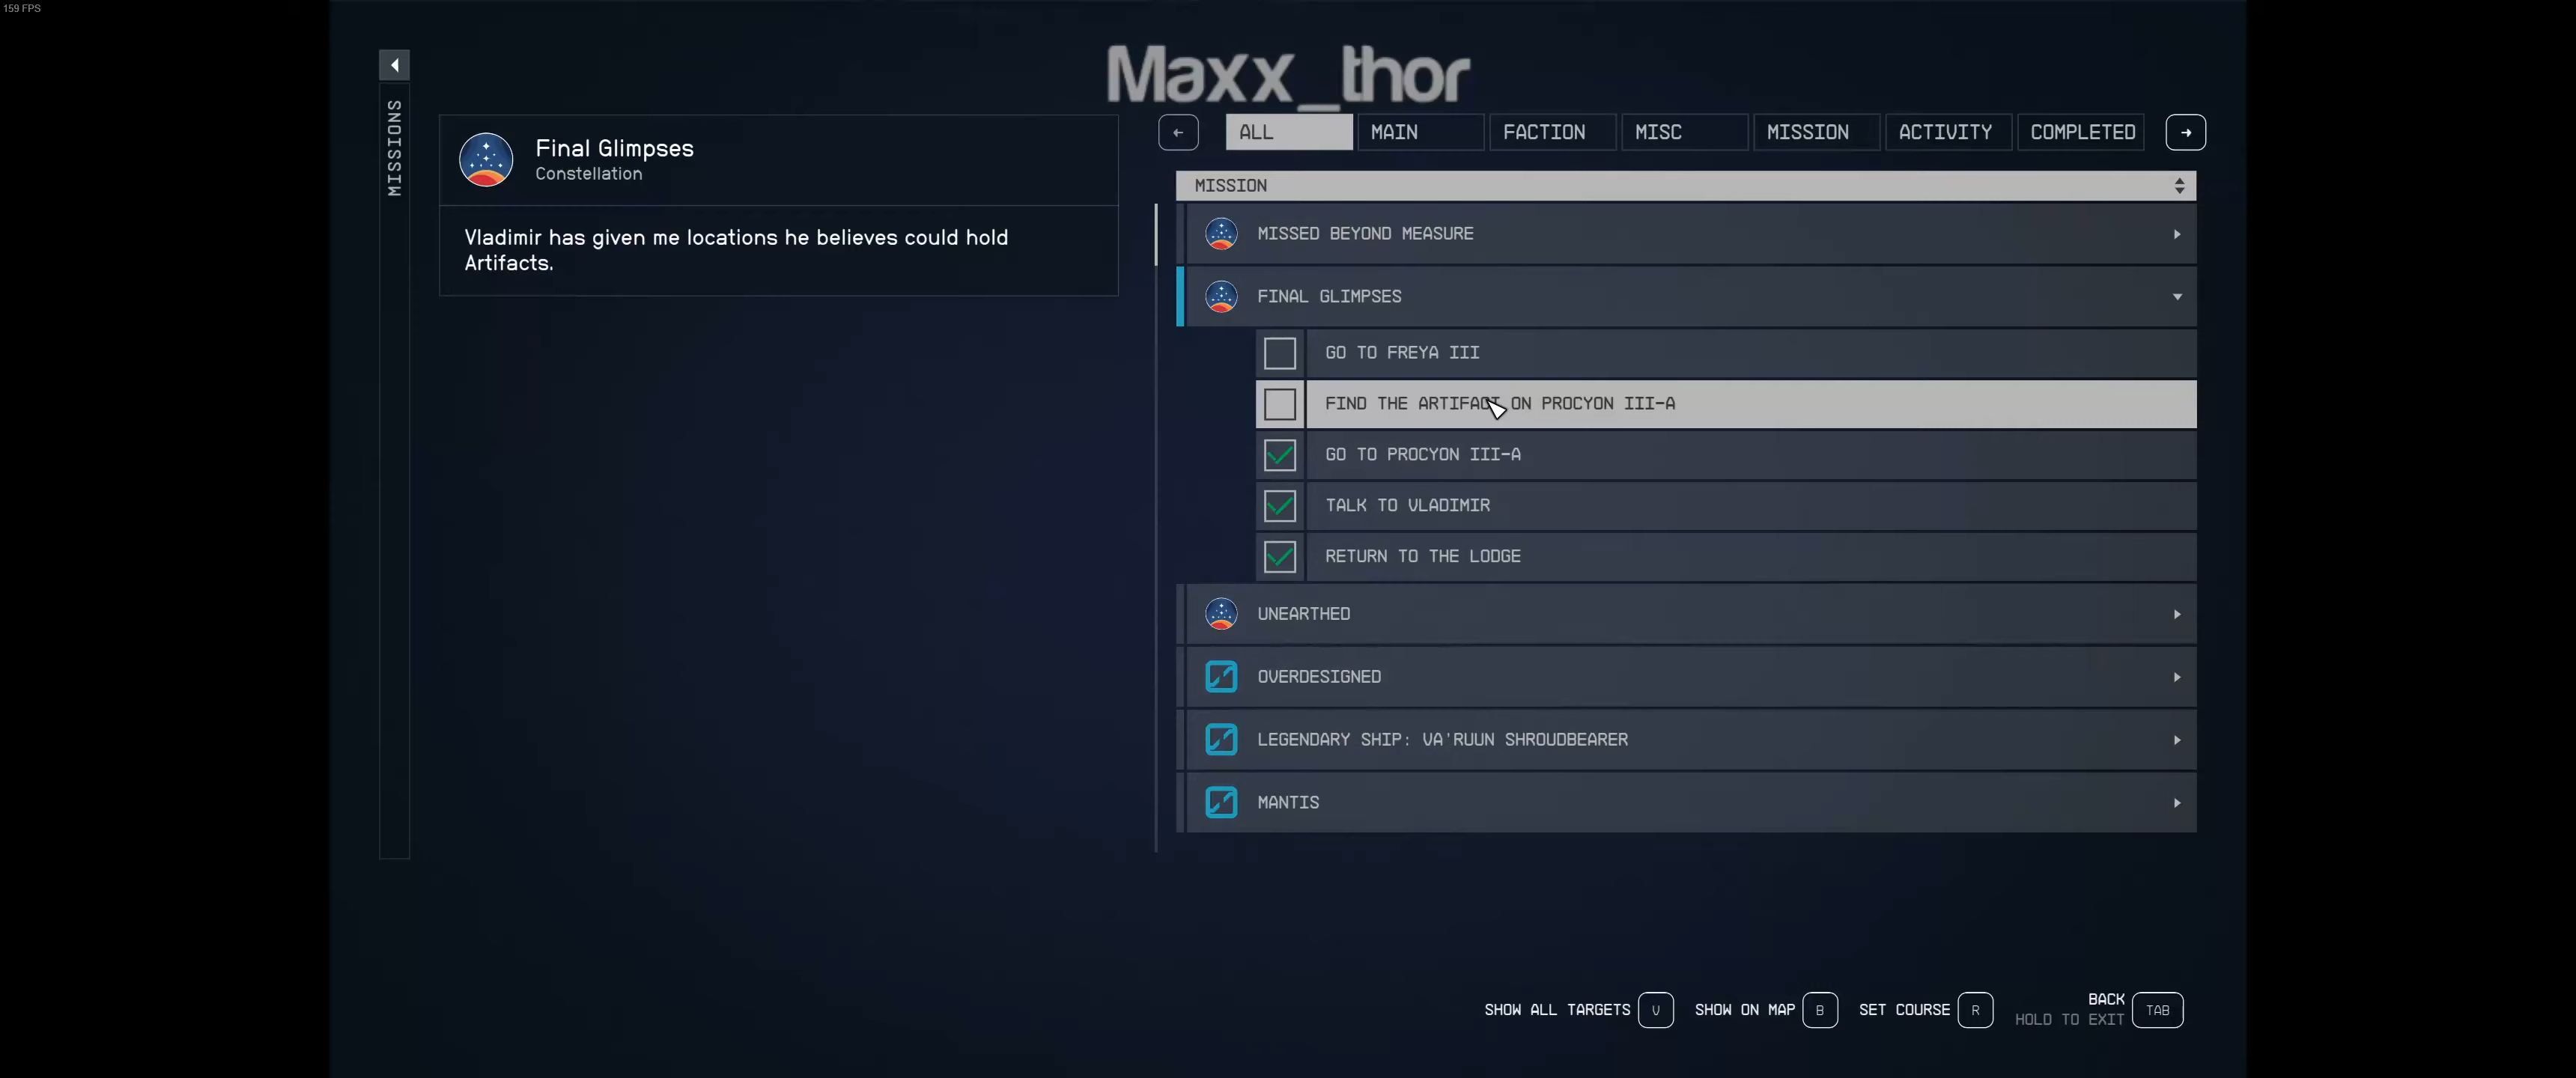 159 FPS
Maxx_thor
MISSIONS
Final Glimpses
Constellation
Vladimir has given me locations he believes could hold
Artifacts.
ALL MAIN FACTION MISC MISSION ACTIVITY COMPLETED
MISSION
MISSED BEYOND MEASURE
FINAL GLIMPSES
GO TO FREYA III
FIND THE ARTIFACT ON PROCYON III-A
GO TO PROCYON III-A
TALK TO VLADIMIR
RETURN TO THE LODGE
UNEARTHED
OVERDESIGNED
LEGENDARY SHIP: VA'RUUN SHROUDBEARER
MANTIS
SHOW ALL TARGETS V SHOW ON MAP B SET COURSE R BACK TAB
HOLD TO EXIT